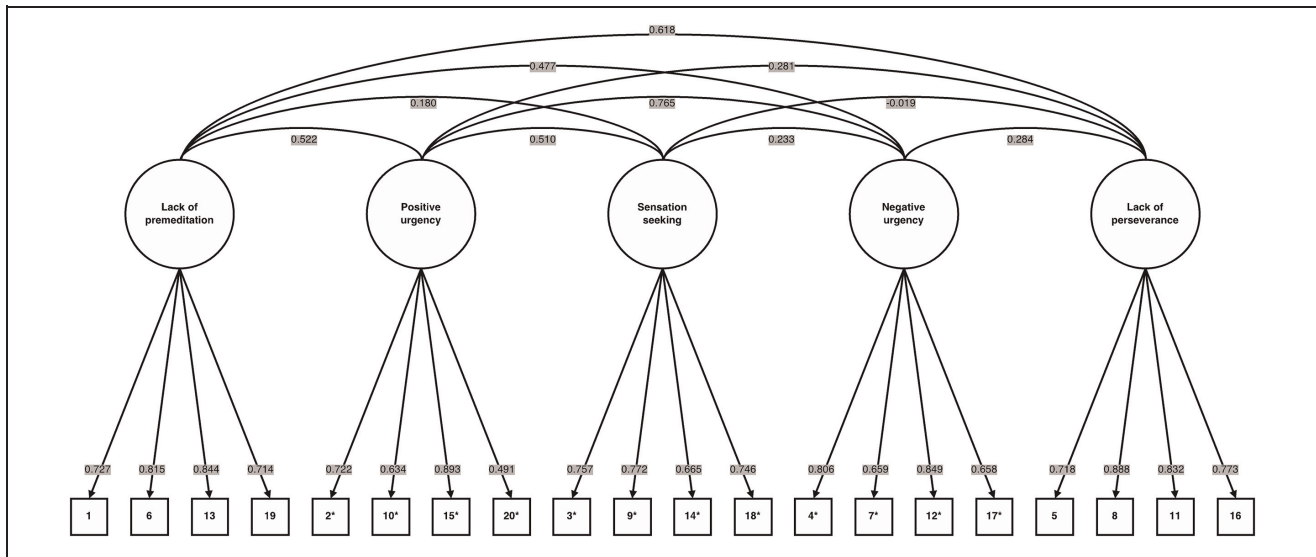 0.618
0.477 0.281
0.180 0.765 -0.019
0.522 0.510 0.233 0.284
Lack of premeditation
Positive urgency
Sensation seeking
Negative urgency
Lack of perseverance
0.727 0.815 0.844 0.714 0.722 0.634 0.893 0.491 0.757 0.772 0.665 0.746 0.806 0.659 0.849 0.658 0.718 0.888 0.832 0.773
1 6 13 19 2* 10* 15* 20* 3* 9* 14* 18* 4* 7* 12* 17* 5 8 11 16